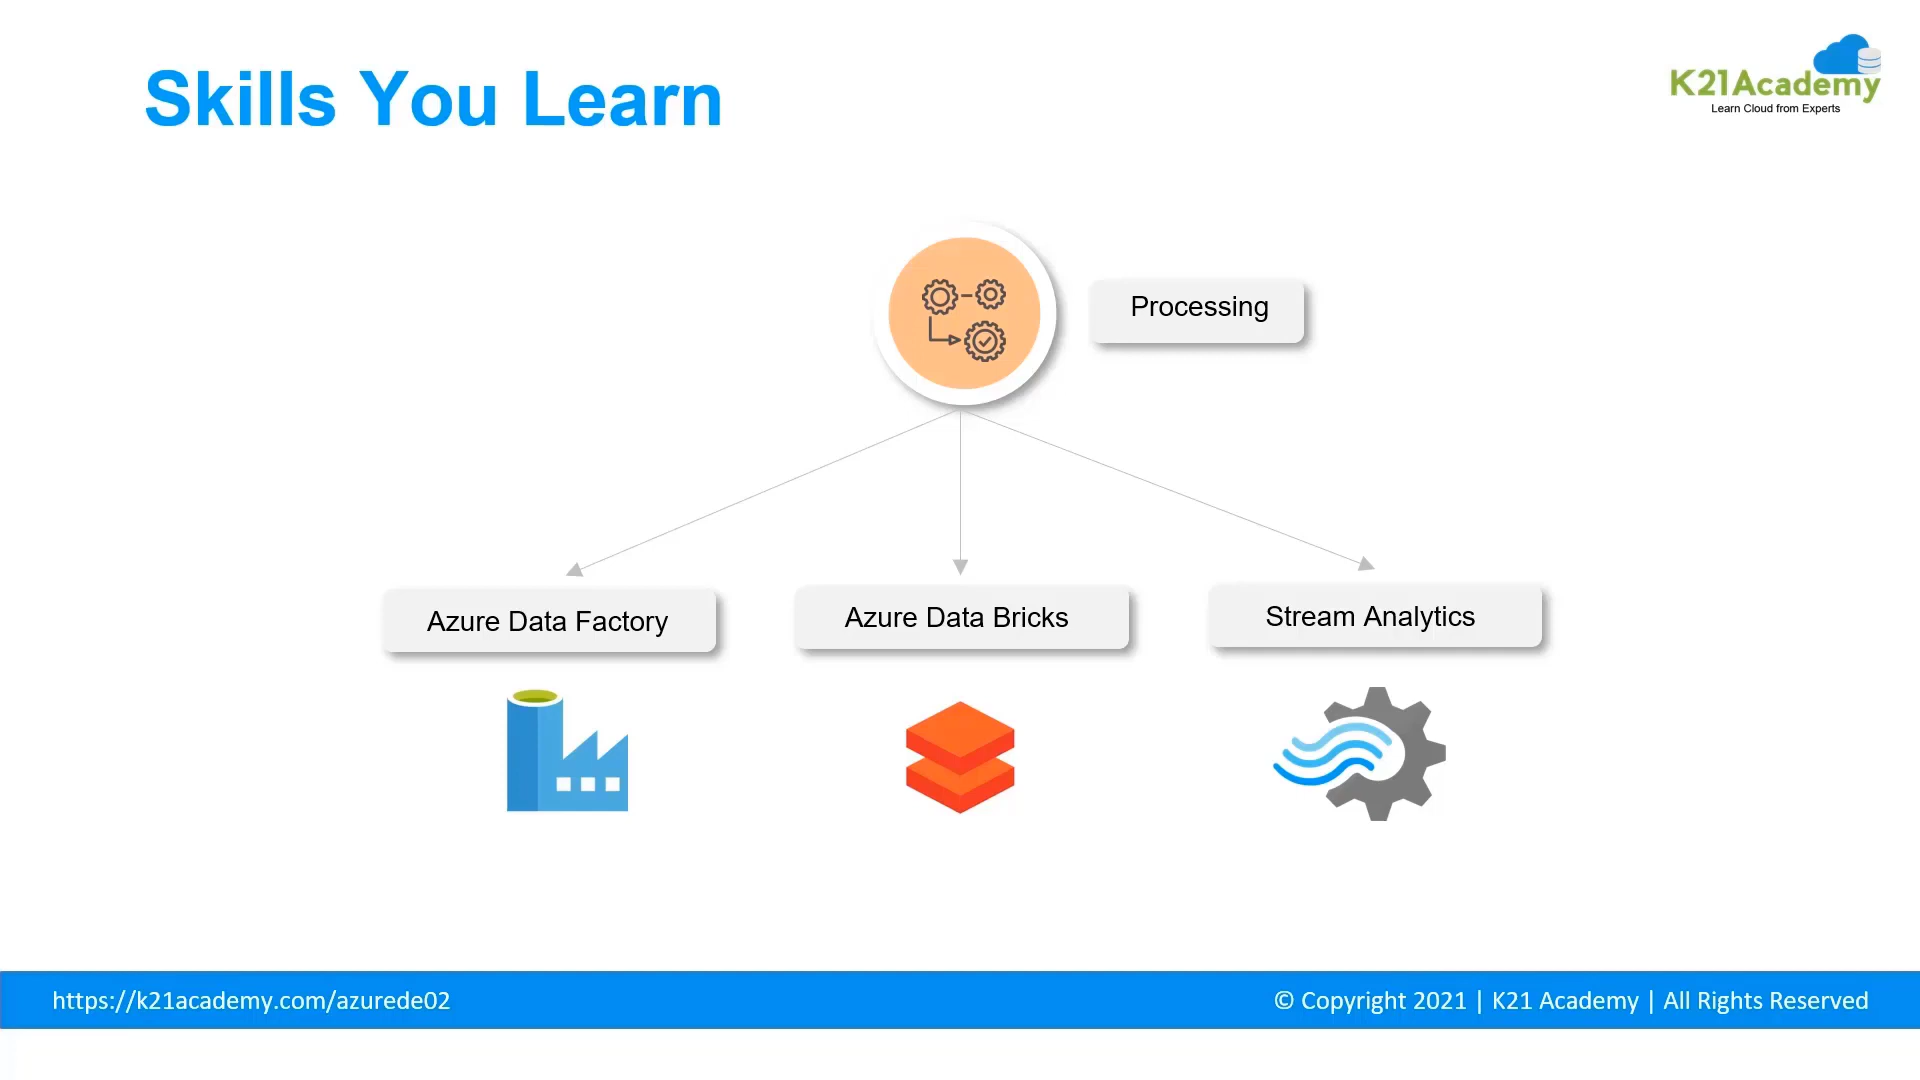 Skills You Learn
K21Academy
Learn Cloud from Experts
Processing
Azure Data Factory
Azure Data Bricks
Stream Analytics
https://k21academy.com/azurede02
© Copyright 2021 | K21 Academy | All Rights Reserved